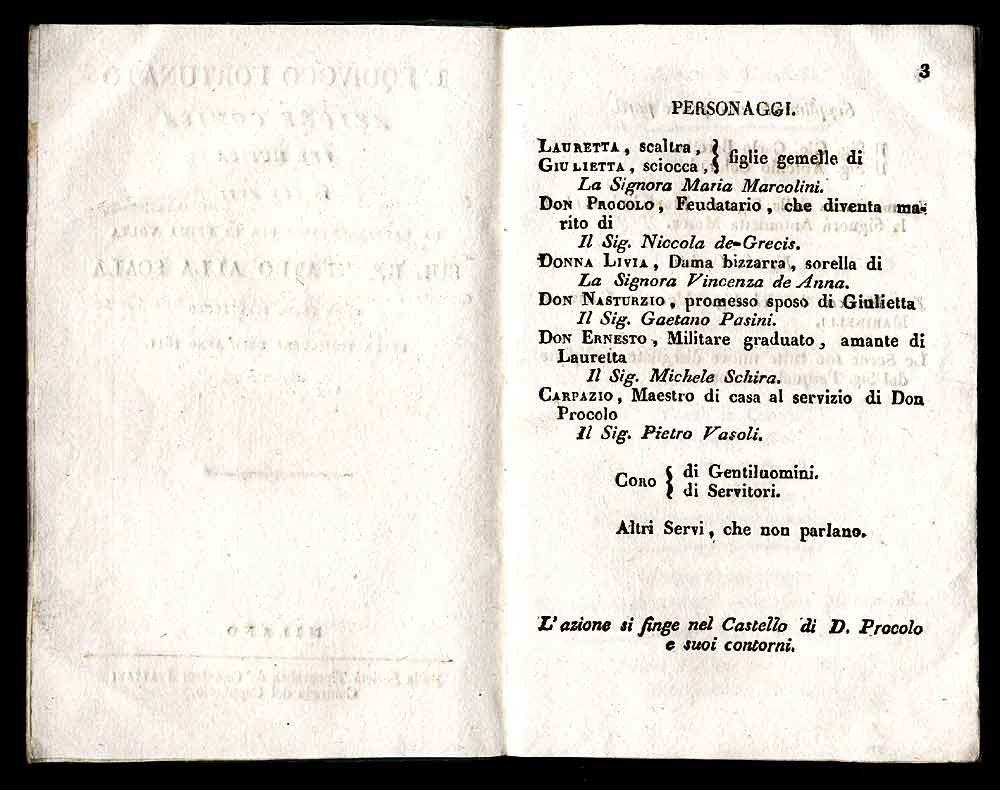 3
PERSONAGGI.
LAURETTA, scaltra,
GIULIETTA, sciocca,
} figlie gemelle di
La Signora Maria Marcolini.
DON PROCOLO, Feudatario, che diventa ma-
rito di
Il Sig. Niccola de-Grecis.
DONNA LIVIA, Dama bizzarra, sorella di
La Signora Vincenza de Anna.
DON NASTURZIO, promesso sposo di Giulietta
Il Sig. Gaetano Pasini.
DON ERNESTO, Militare graduato, amante di
Lauretta
Il Sig. Michele Schira.
CARPAZIO, Maestro di casa al servizio di Don
Procolo
Il Sig. Pietro Vasoli.
CORO { di Gentiluomini.
di Servitori.
Altri Servi, che non parlano.
L'azione si finge nel Castello di D. Procolo
e suoi contorni.